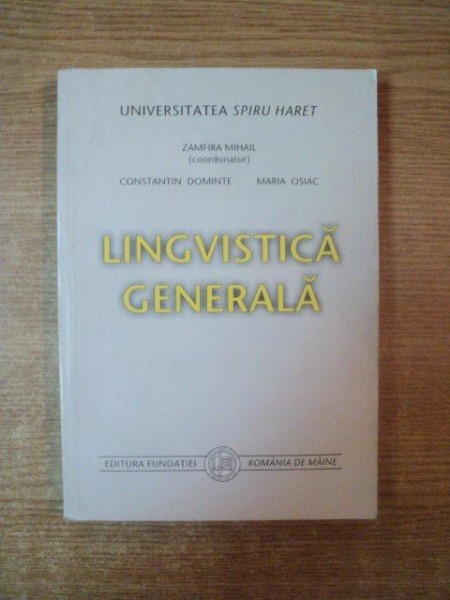 UNIVERSITATEA SPIRU HARET
ZAMFIRA MIHAIL
(coordonator)
CONSTANTIN DOMINTE MARIA OSIAC
LINGVISTICĂ
GENERALĂ
EDITURA FUNDAȚIEI ROMÂNIA DE MÂINE